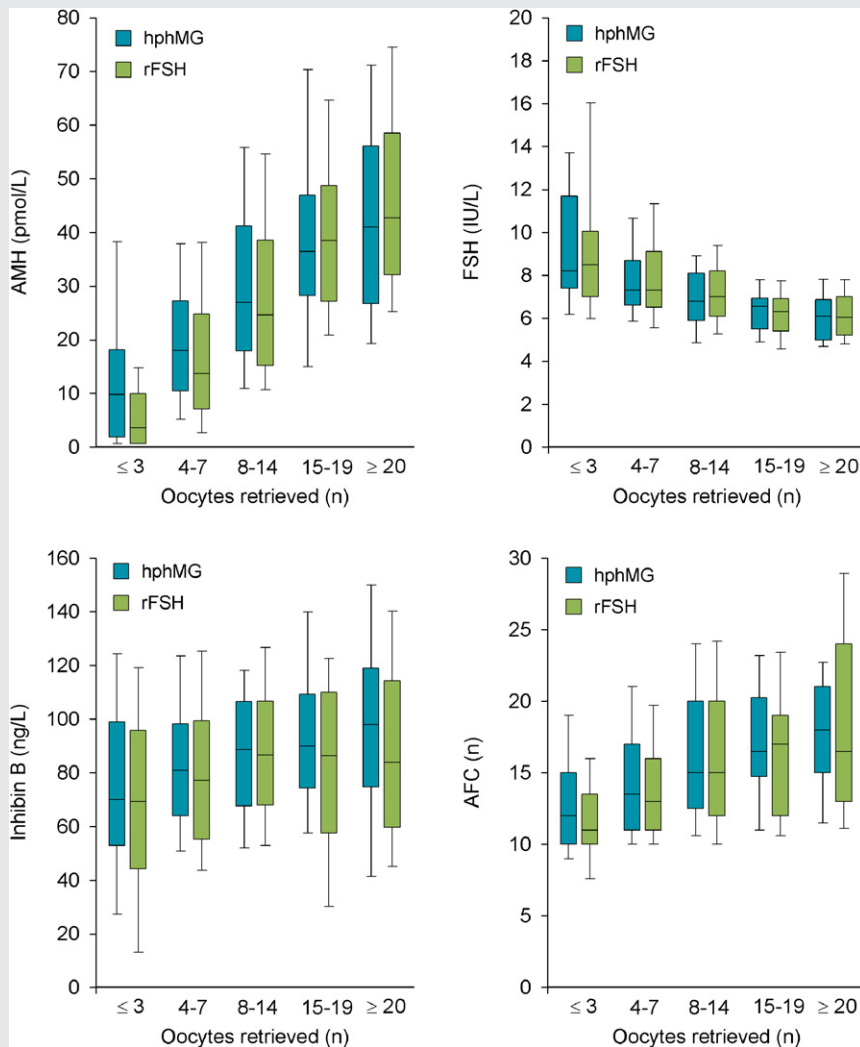 80
70
60
50
40
30
20
10
0
AMH (pmol/L)
hphMG
rFSH
≤ 3 4-7 8-14 15-19 ≥ 20
Oocytes retrieved (n)
20
18
16
14
12
10
8
6
4
2
0
FSH (IU/L)
hphMG
rFSH
≤ 3 4-7 8-14 15-19 ≥ 20
Oocytes retrieved (n)
160
140
120
100
80
60
40
20
0
Inhibin B (ng/L)
hphMG
rFSH
≤ 3 4-7 8-14 15-19 ≥ 20
Oocytes retrieved (n)
30
25
20
15
10
5
0
AFC (n)
hphMG
rFSH
≤ 3 4-7 8-14 15-19 ≥ 20
Oocytes retrieved (n)